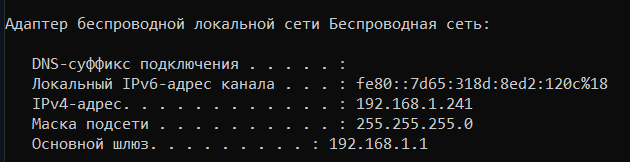 Адаптер беспроводной локальной сети Беспроводная сеть:
DNS-суффикс подключения . . . . . :
Локальный IPv6-адрес канала . . . : fe80::7d65:318d:8ed2:120c%18
IPv4-адрес. . . . . . . . . . . . : 192.168.1.241
Маска подсети . . . . . . . . . . : 255.255.255.0
Основной шлюз. . . . . . . . . : 192.168.1.1